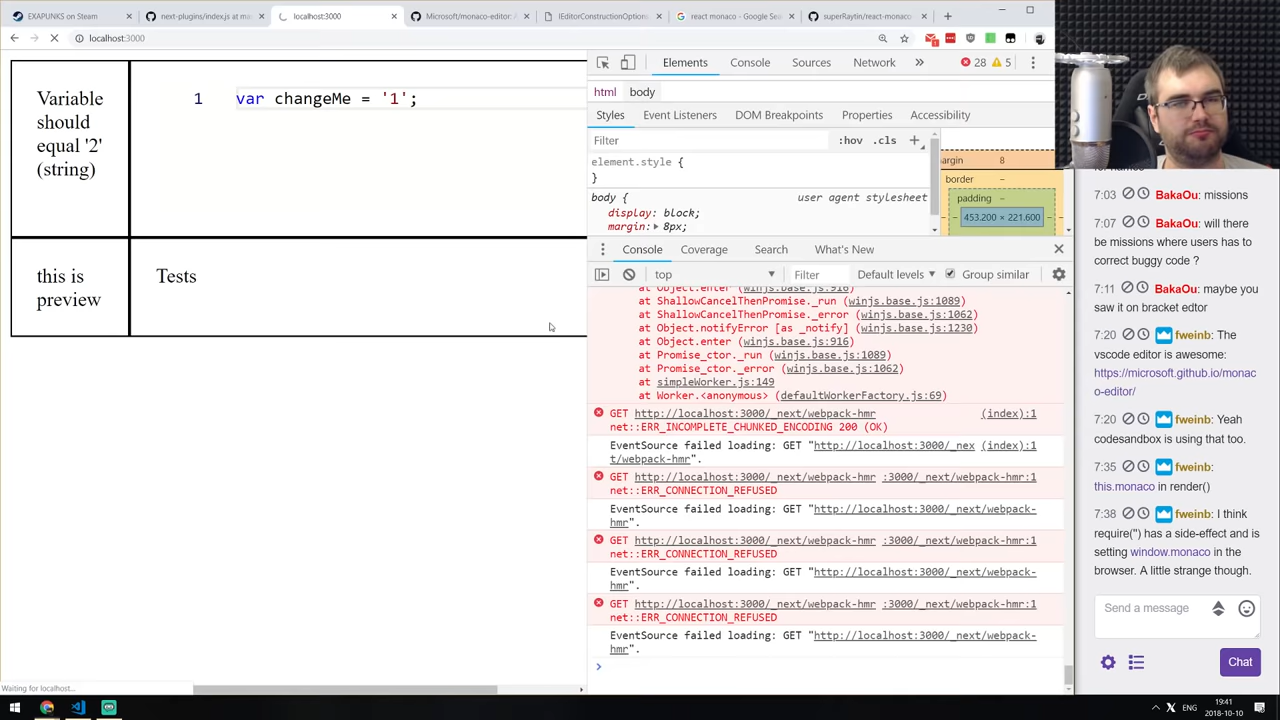 EXAPUNKS on Steam
next-plugins/index.js at ma
localhost:3000
Microsoft/monaco-editor: A
IEditorConstructionOptions
react monaco - Google Sea
superRaytin/react-monaco
localhost:3000
Variable
should
equal '2'
(string)
1 var changeMe = '1';
this is
preview
Tests
Elements Console Sources Network 28 5
html body
Styles Event Listeners DOM Breakpoints Properties Accessibility
Filter :hov .cls
element.style {
}
body { user agent stylesheet
display: block;
margin: 8px;
margin 8
border –
padding –
453.200 × 221.600
Console Coverage Search What's New
top Filter Default levels Group similar
at Object.enter (winjs.base.js:916)
at ShallowCancelThenPromise._run (winjs.base.js:1089)
at ShallowCancelThenPromise._error (winjs.base.js:1062)
at Object.notifyError [as _notify] (winjs.base.js:1230)
at Object.enter (winjs.base.js:916)
at Promise_ctor._run (winjs.base.js:1089)
at Promise_ctor._error (winjs.base.js:1062)
at simpleWorker.js:149
at Worker.<anonymous> (defaultWorkerFactory.js:69)
GET http://localhost:3000/_next/webpack-hmr (index):1
net::ERR_INCOMPLETE_CHUNKED_ENCODING 200 (OK)
EventSource failed loading: GET "http://localhost:3000/_nex (index):1
t/webpack-hmr".
GET http://localhost:3000/_next/webpack-hmr :3000/_next/webpack-hmr:1
net::ERR_CONNECTION_REFUSED
EventSource failed loading: GET "http://localhost:3000/_next/webpack-
hmr".
GET http://localhost:3000/_next/webpack-hmr :3000/_next/webpack-hmr:1
net::ERR_CONNECTION_REFUSED
EventSource failed loading: GET "http://localhost:3000/_next/webpack-
hmr".
GET http://localhost:3000/_next/webpack-hmr :3000/_next/webpack-hmr:1
net::ERR_CONNECTION_REFUSED
EventSource failed loading: GET "http://localhost:3000/_next/webpack-
hmr".
7:03 BakaOu: missions
7:07 BakaOu: will there
be missions where users has to
correct buggy code ?
7:11 BakaOu: maybe you
saw it on bracket edtor
7:20 fweinb: The
vscode editor is awesome:
https://microsoft.github.io/monac
o-editor/
7:20 fweinb: Yeah
codesandbox is using that too.
7:35 fweinb:
this.monaco in render()
7:38 fweinb: I think
require('') has a side-effect and is
setting window.monaco in the
browser. A little strange though.
Send a message
Chat
Waiting for localhost...
ENG
19:41
2018-10-10